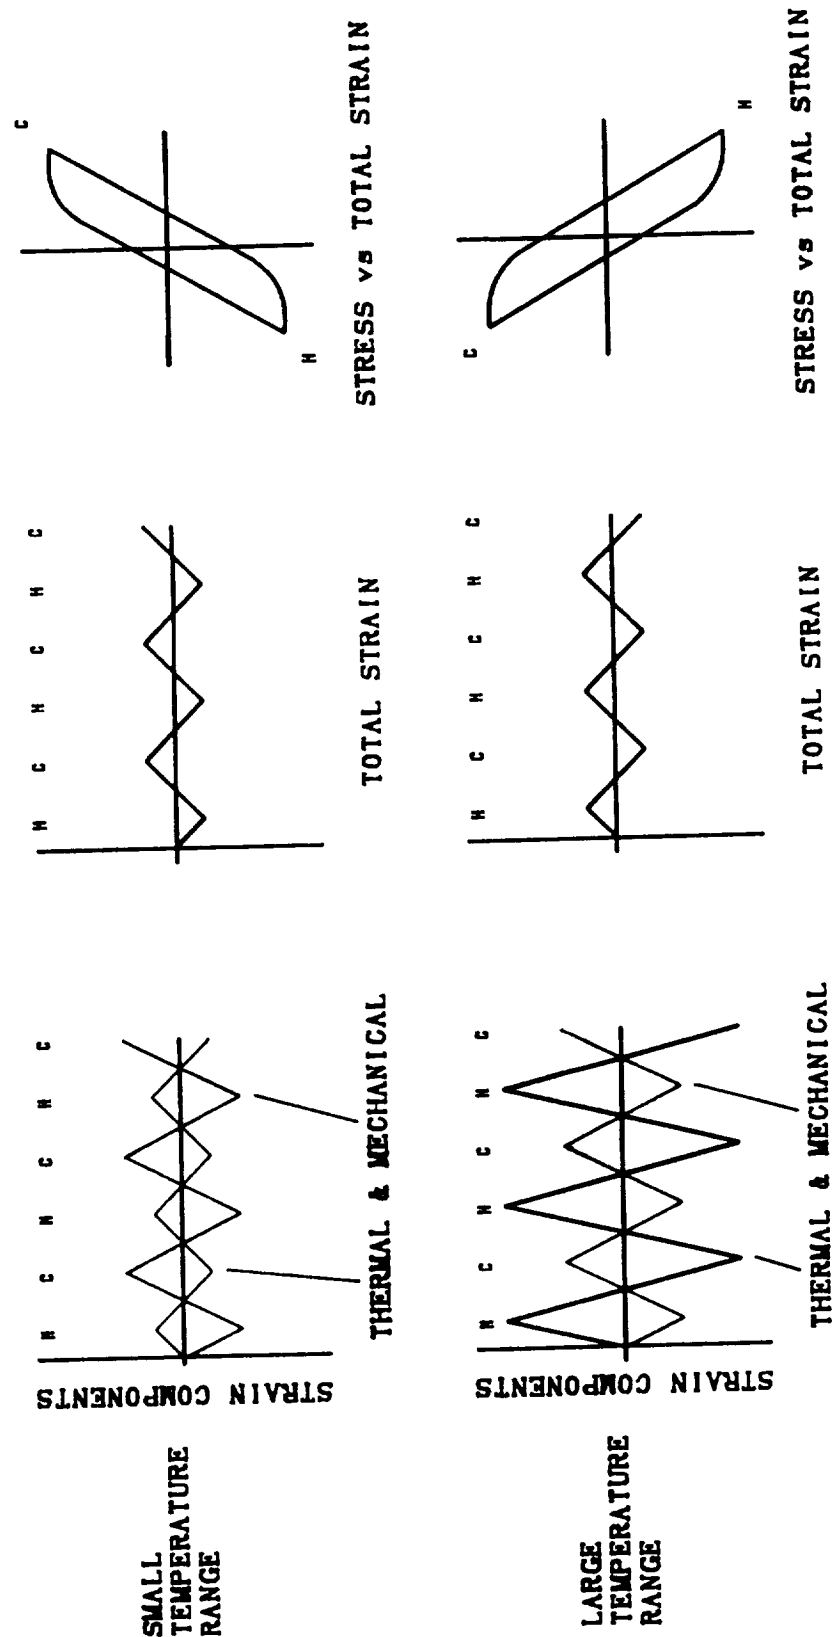 SMALL
TEMPERATURE
RANGE
STRAIN COMPONENTS
H C H C H C
THERMAL & MECHANICAL
H C H C H C
TOTAL STRAIN
C
H
STRESS vs TOTAL STRAIN
LARGE
TEMPERATURE
RANGE
STRAIN COMPONENTS
H C H C H C
THERMAL & MECHANICAL
H C H C H C
TOTAL STRAIN
C
H
STRESS vs TOTAL STRAIN